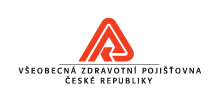 VŠEOBECNÁ ZDRAVOTNÍ POJIŠŤOVNA
ČESKÉ REPUBLIKY